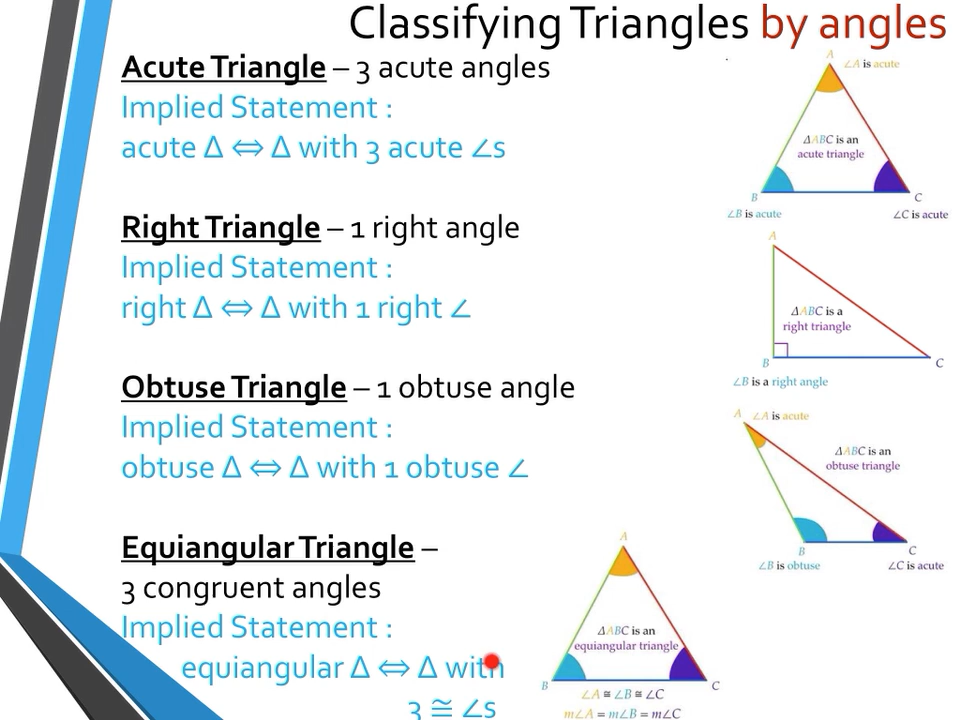 Classifying Triangles by angles
Acute Triangle – 3 acute angles
Implied Statement :
acute Δ ⇔ Δ with 3 acute ∠s
Right Triangle – 1 right angle
Implied Statement :
right Δ ⇔ Δ with 1 right ∠
Obtuse Triangle – 1 obtuse angle
Implied Statement :
obtuse Δ ⇔ Δ with 1 obtuse ∠
Equiangular Triangle –
3 congruent angles
Implied Statement :
equiangular Δ ⇔ Δ with
3 ≅ ∠s
A
∠A is acute
ΔABC is an
acute triangle
B
C
∠B is acute
∠C is acute
A
ΔABC is a
right triangle
B
C
∠B is a right angle
A
∠A is acute
ΔABC is an
obtuse triangle
B
C
∠B is obtuse
∠C is acute
A
ΔABC is an
equiangular triangle
B
C
∠A ≅ ∠B ≅ ∠C
m∠A = m∠B = m∠C